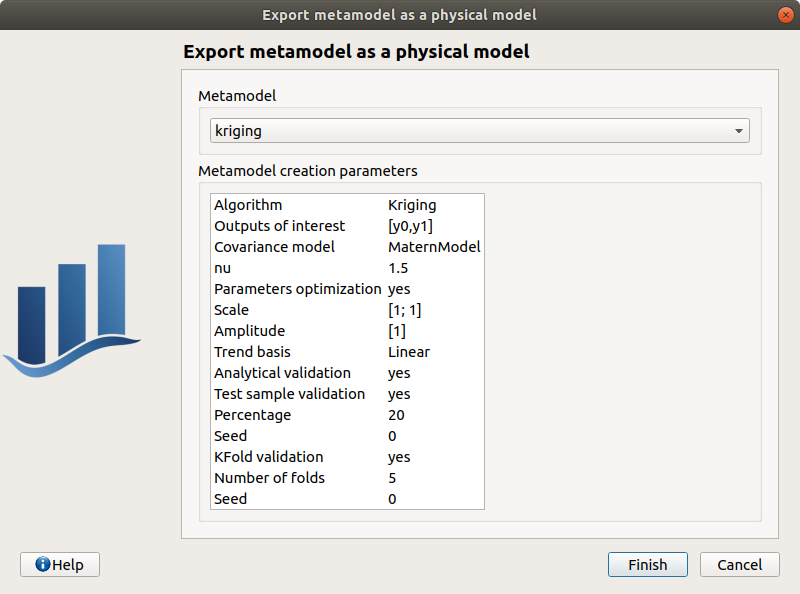 Export metamodel as a physical model
Export metamodel as a physical model
Metamodel
kriging
Metamodel creation parameters
Algorithm Kriging
Outputs of interest [y0,y1]
Covariance model MaternModel
nu 1.5
Parameters optimization yes
Scale [1; 1]
Amplitude [1]
Trend basis Linear
Analytical validation yes
Test sample validation yes
Percentage 20
Seed 0
KFold validation yes
Number of folds 5
Seed 0
Help Finish Cancel